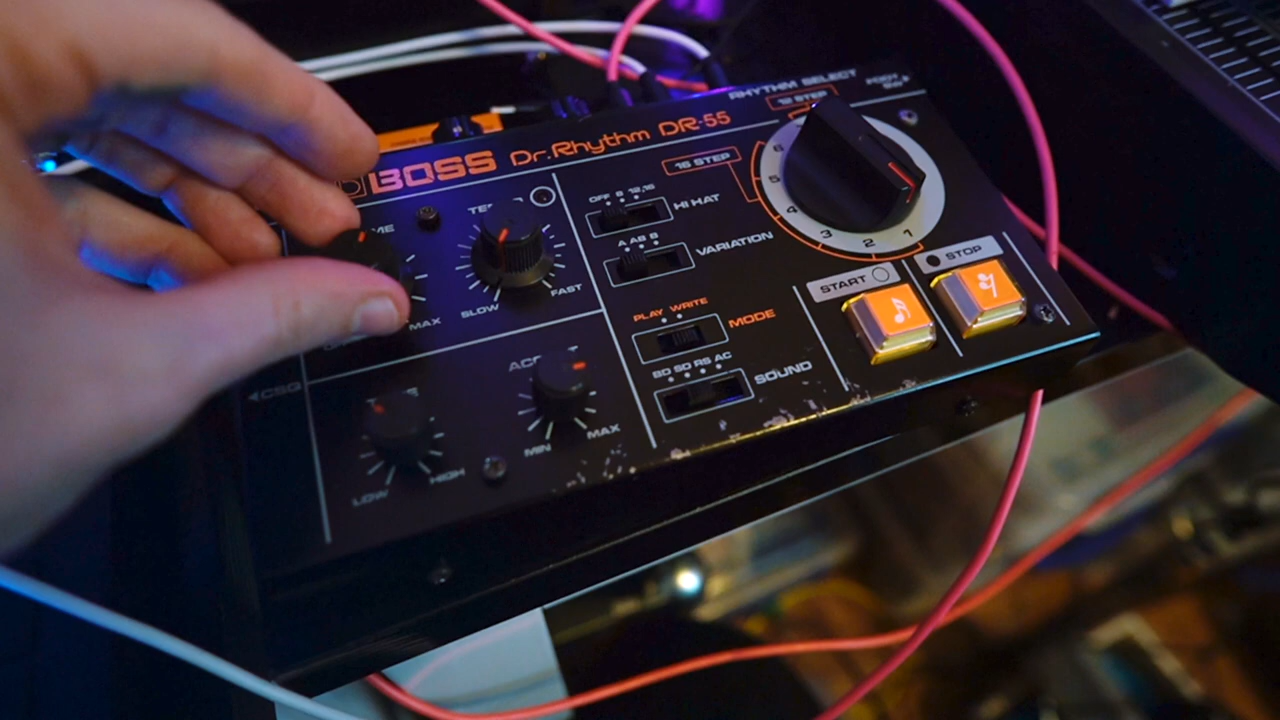 RHYTHM SELECT
12 STEP
BOSS Dr.Rhythm DR-55
16 STEP
6
5
4
3
2
1
OFF 8 12,16
HI HAT
A AB B
VARIATION
SLOW
FAST
MAX
PLAY WRITE
MODE
BD SD RS AC
SOUND
START
STOP
MIN
MAX
LOW
HIGH
CSQ